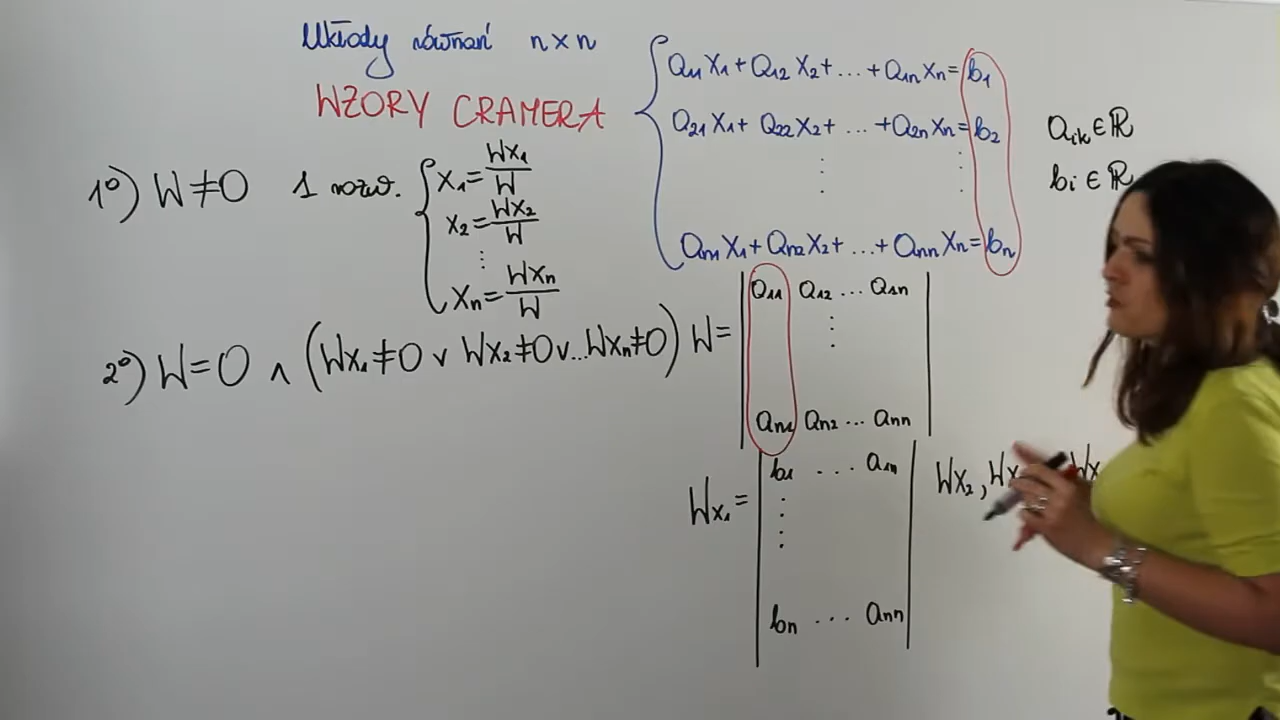 Układy równań n×n
WZORY CRAMERA
a₁₁x₁+a₁₂x₂+...+a₁ₙxₙ=b₁
a₂₁x₁+a₂₂x₂+...+a₂ₙxₙ=b₂
⋮ ⋮
aₙ₁x₁+aₙ₂x₂+...+aₙₙxₙ=bₙ
aᵢₖ∈ℝ
bᵢ∈ℝ
1°) W≠0 1 rozw.
x₁=Wx₁/W
x₂=Wx₂/W
⋮
xₙ=Wxₙ/W
2°) W=0 ∧ (Wx₁≠0 ∨ Wx₂≠0 ∨...Wxₙ≠0)
W=
a₁₁ a₁₂ ... a₁ₙ
⋮
aₙ₁ aₙ₂ ... aₙₙ
Wx₁=
b₁ ... a₁ₙ
⋮
bₙ ... aₙₙ
Wx₂, Wx
Wx